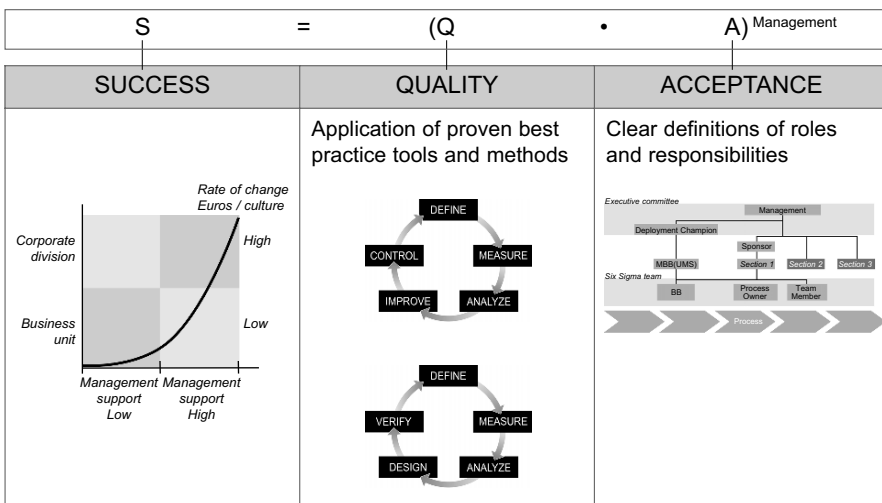 S = (Q • A) Management
SUCCESS
QUALITY
ACCEPTANCE
Application of proven best
practice tools and methods
Clear definitions of roles
and responsibilities
Rate of change
Euros / culture
Corporate
division
High
Business
unit
Low
Management
support
Low
Management
support
High
DEFINE
CONTROL
MEASURE
IMPROVE
ANALYZE
DEFINE
VERIFY
MEASURE
DESIGN
ANALYZE
Executive committee
Management
Deployment Champion
Sponsor
MBB(UMS)
Section 1
Section 2
Section 3
Six Sigma team
BB
Process
Owner
Team
Member
Process